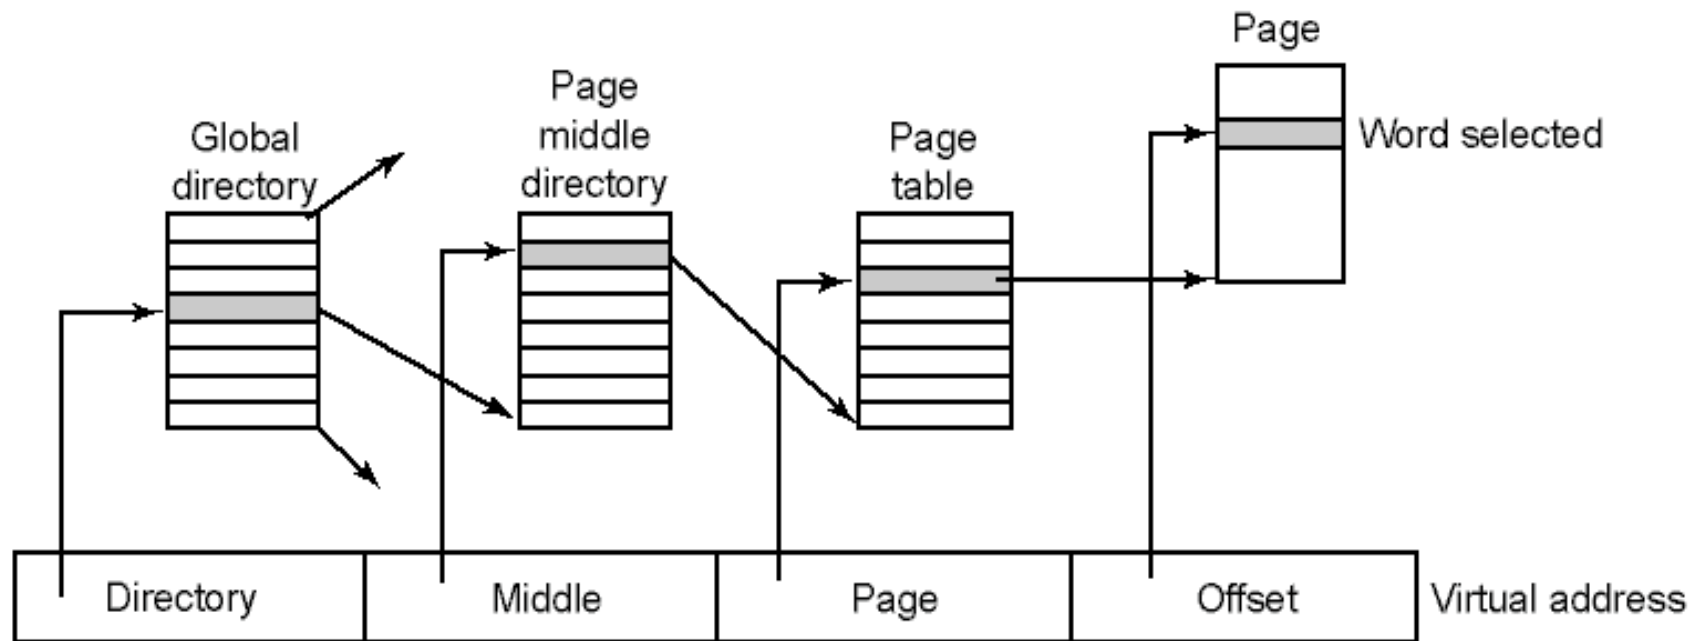 Page
Word selected
Page
middle
directory
Global
directory
Page
table
Directory
Middle
Page
Offset
Virtual address